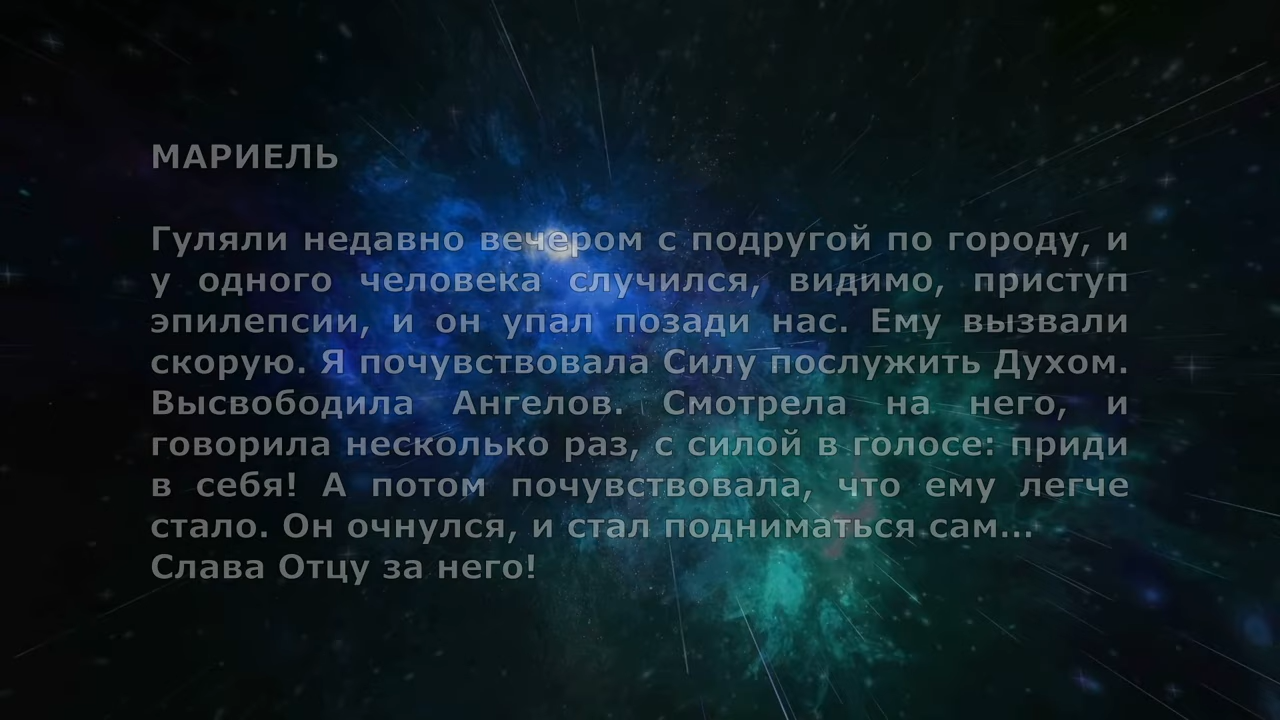 МАРИЕЛЬ
Гуляли недавно вечером с подругой по городу, и
у одного человека случился, видимо, приступ
эпилепсии, и он упал позади нас. Ему вызвали
скорую. Я почувствовала Силу послужить Духом.
Высвободила Ангелов. Смотрела на него, и
говорила несколько раз, с силой в голосе: приди
в себя! А потом почувствовала, что ему легче
стало. Он очнулся, и стал подниматься сам...
Слава Отцу за него!